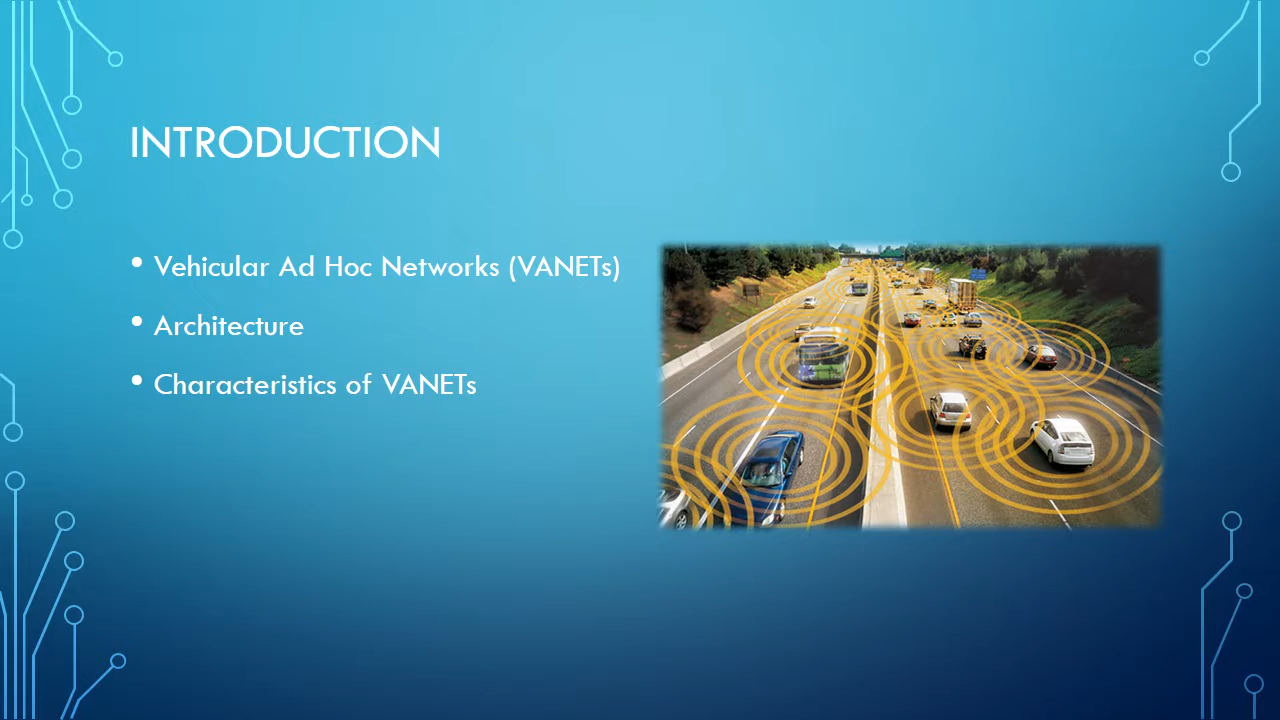 INTRODUCTION
• Vehicular Ad Hoc Networks (VANETs)
• Architecture
• Characteristics of VANETs